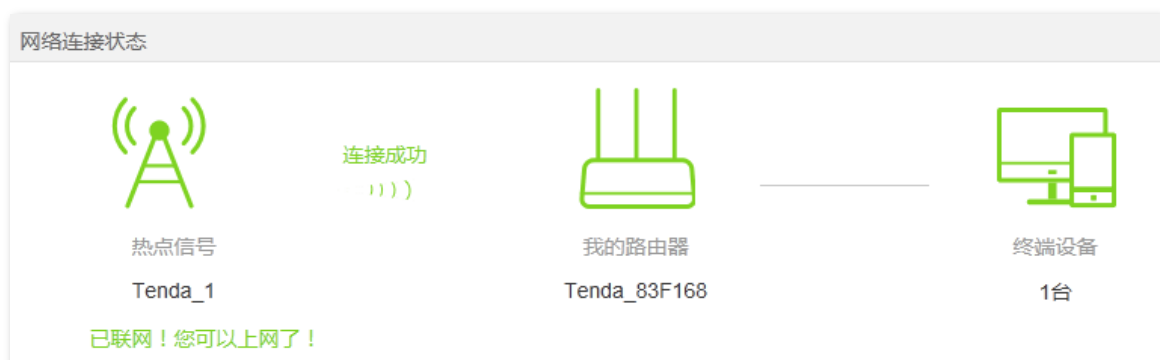 网络连接状态
连接成功
热点信号
我的路由器
终端设备
Tenda_1
Tenda_83F168
1台
已联网！您可以上网了！